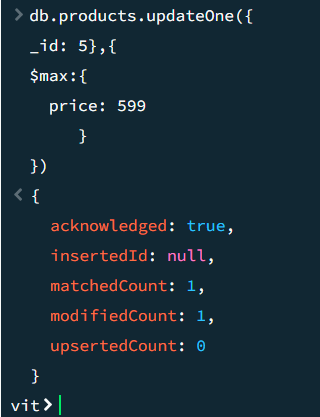 > db.products.updateOne({
_id: 5},{
$max:{
price: 599
}
})
< {
acknowledged: true,
insertedId: null,
matchedCount: 1,
modifiedCount: 1,
upsertedCount: 0
}
vit>